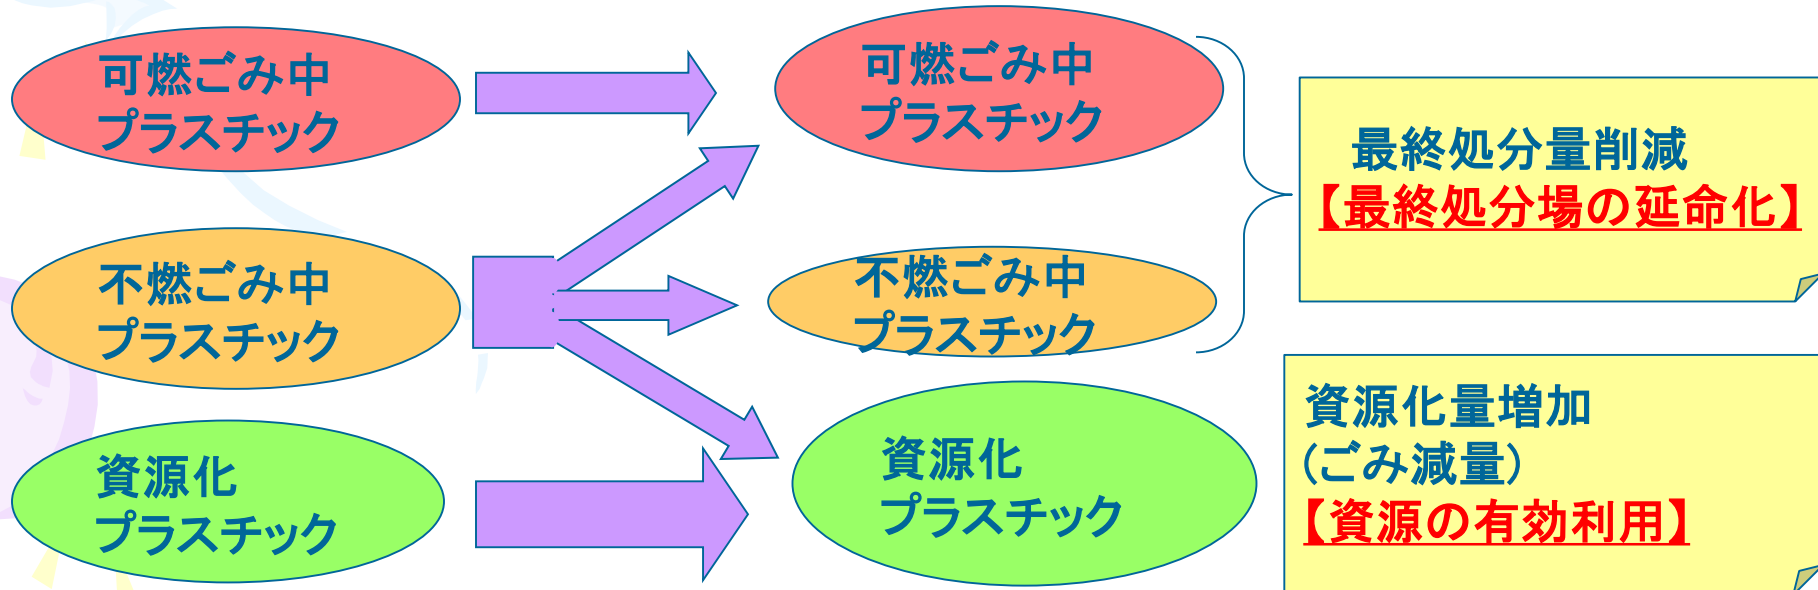 可燃ごみ中
プラスチック
不燃ごみ中
プラスチック
資源化
プラスチック
可燃ごみ中
プラスチック
不燃ごみ中
プラスチック
資源化
プラスチック
最終処分量削減
【最終処分場の延命化】
資源化量増加
(ごみ減量)
【資源の有効利用】